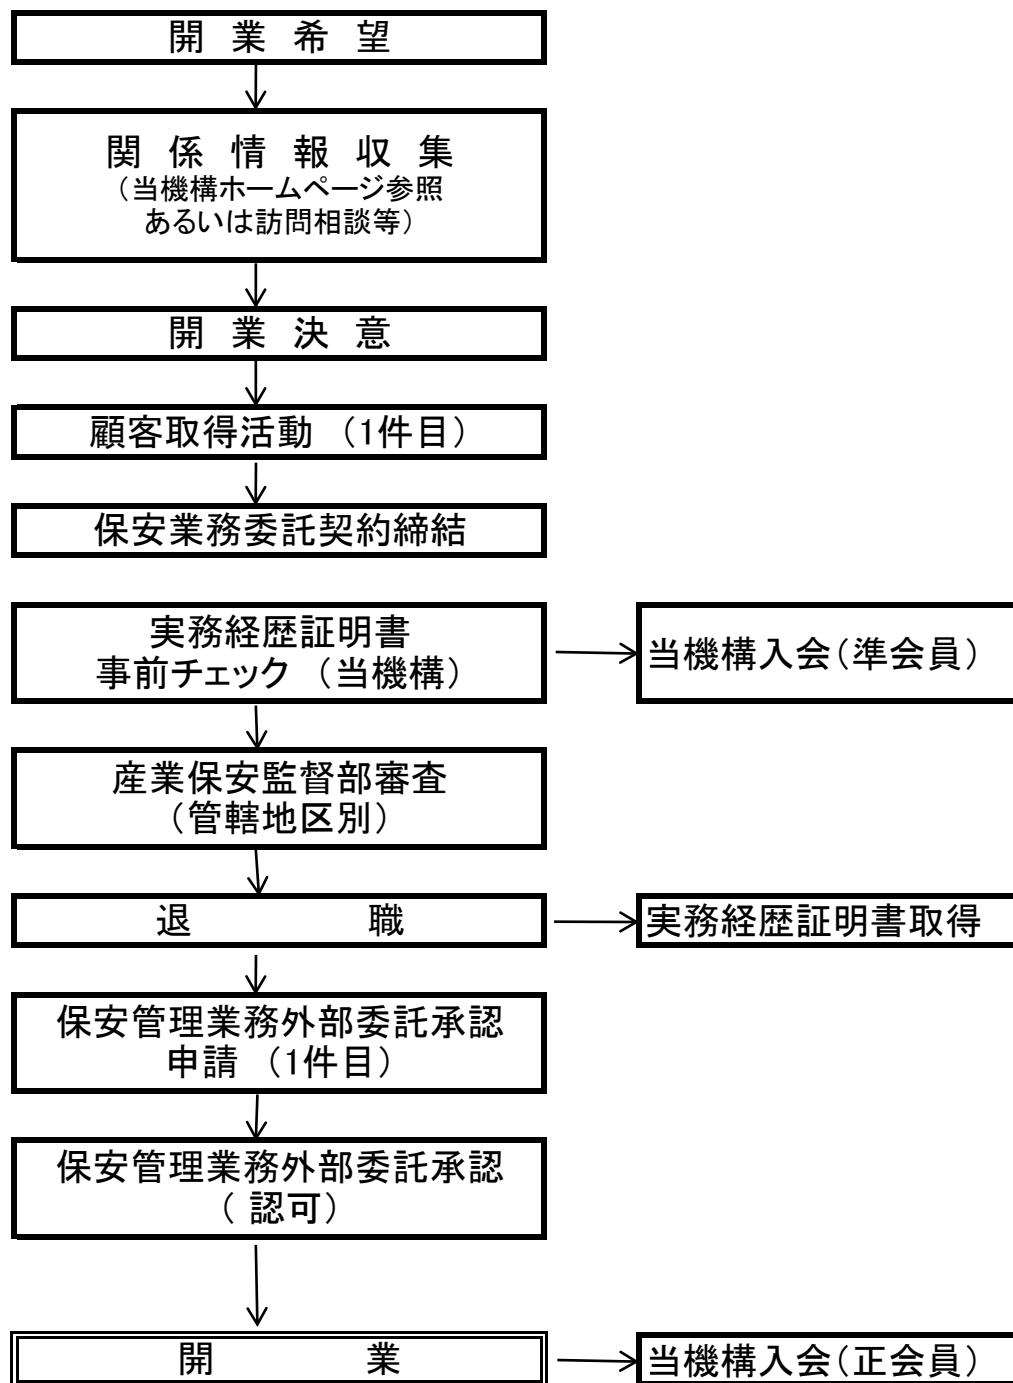 開 業 希 望
関 係 情 報 収 集
（当機構ホームページ参照
あるいは訪問相談等）
開 業 決 意
顧客取得活動 （1件目）
保安業務委託契約締結
実務経歴証明書
事前チェック （当機構）
当機構入会（準会員）
産業保安監督部審査
（管轄地区別）
退 職
実務経歴証明書取得
保安管理業務外部委託承認
申請 （1件目）
保安管理業務外部委託承認
（ 認可）
開 業
当機構入会（正会員）